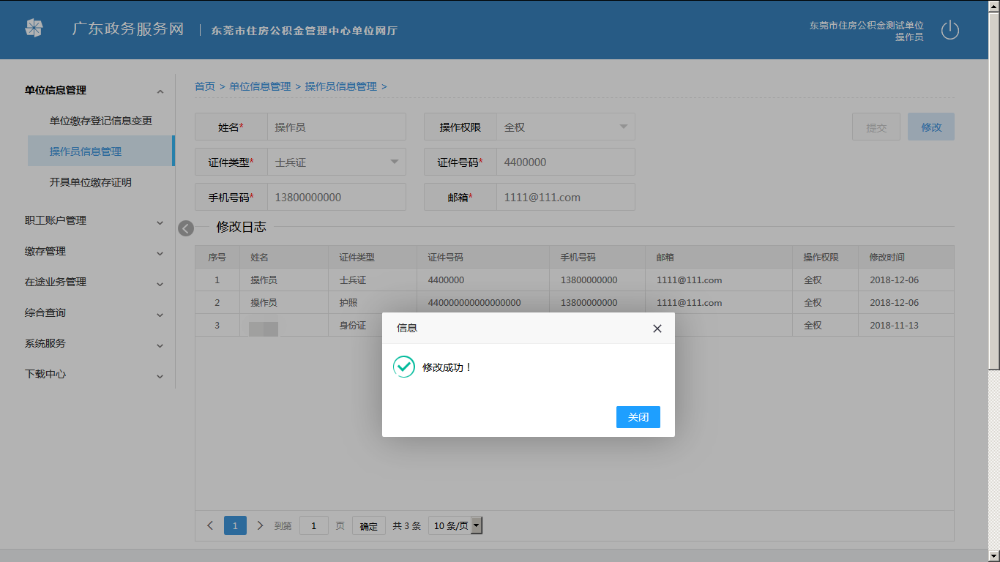 广东政务服务网
东莞市住房公积金管理中心单位网厅
东莞市住房公积金测试单位
操作员
单位信息管理
单位缴存登记信息变更
操作员信息管理
开具单位缴存证明
职工账户管理
缴存管理
在途业务管理
综合查询
系统服务
下载中心
首页 > 单位信息管理 > 操作员信息管理 >
姓名* 操作员 操作权限 全权 提交 修改
证件类型* 士兵证 证件号码* 4400000
手机号码* 13800000000 邮箱* 1111@111.com
修改日志
序号 姓名 证件类型 证件号码 手机号码 邮箱 操作权限 修改时间
1 操作员 士兵证 4400000 13800000000 1111@111.com 全权 2018-12-06
2 操作员 护照 440000000000000000 13800000000 1111@111.com 全权 2018-12-06
3 身份证 全权 2018-11-13
信息
修改成功！
关闭
1 到第 1 页 确定 共 3 条 10 条/页